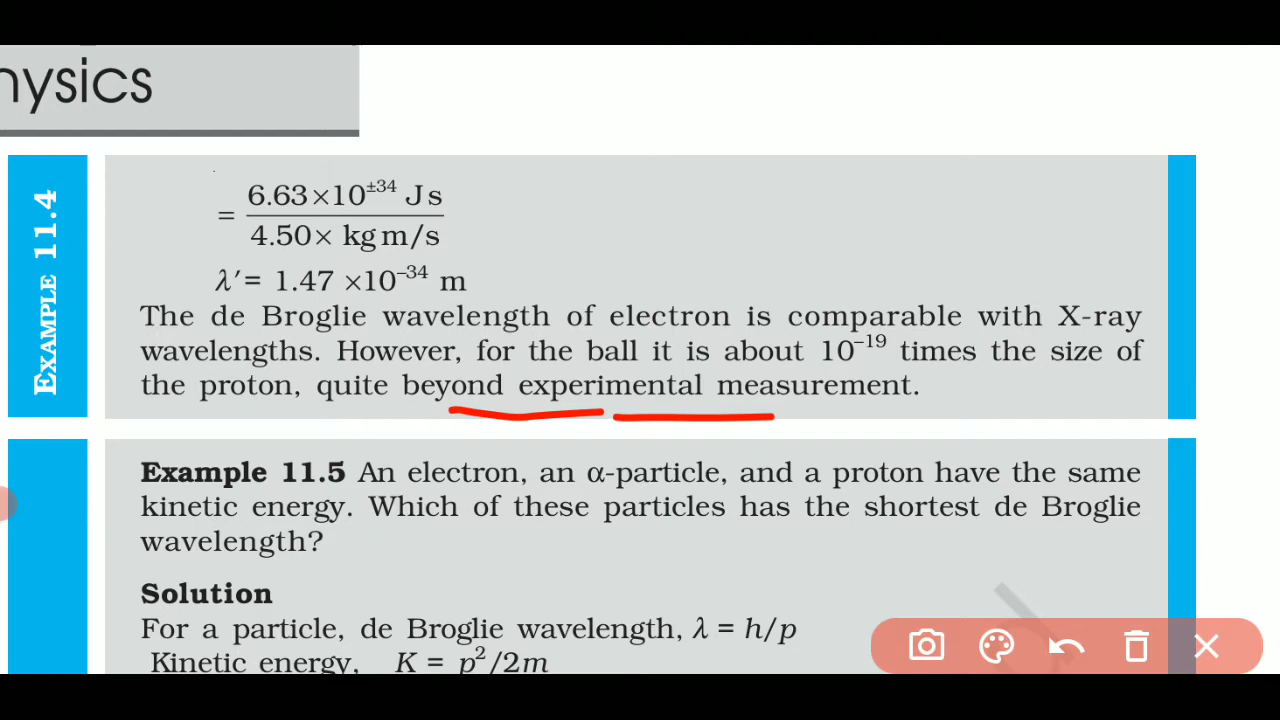 hysics
EXAMPLE 11.4
= 6.63×10±34 J s
4.50× kg m/s
λ′= 1.47 ×10–34 m
The de Broglie wavelength of electron is comparable with X-ray
wavelengths. However, for the ball it is about 10–19 times the size of
the proton, quite beyond experimental measurement.
Example 11.5 An electron, an α-particle, and a proton have the same
kinetic energy. Which of these particles has the shortest de Broglie
wavelength?
Solution
For a particle, de Broglie wavelength, λ = h/p
Kinetic energy, K = p2/2m